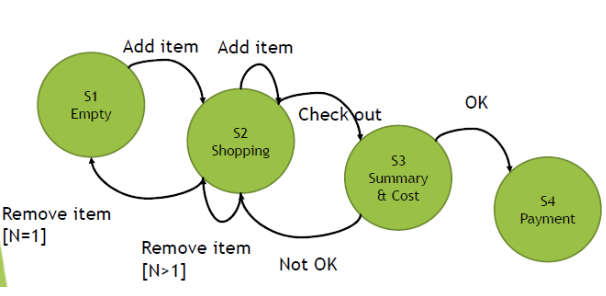 Add item
Add item
S1
Empty
S2
Shopping
Check out
OK
S3
Summary
& Cost
S4
Payment
Remove item
[N=1]
Remove item
[N>1]
Not OK